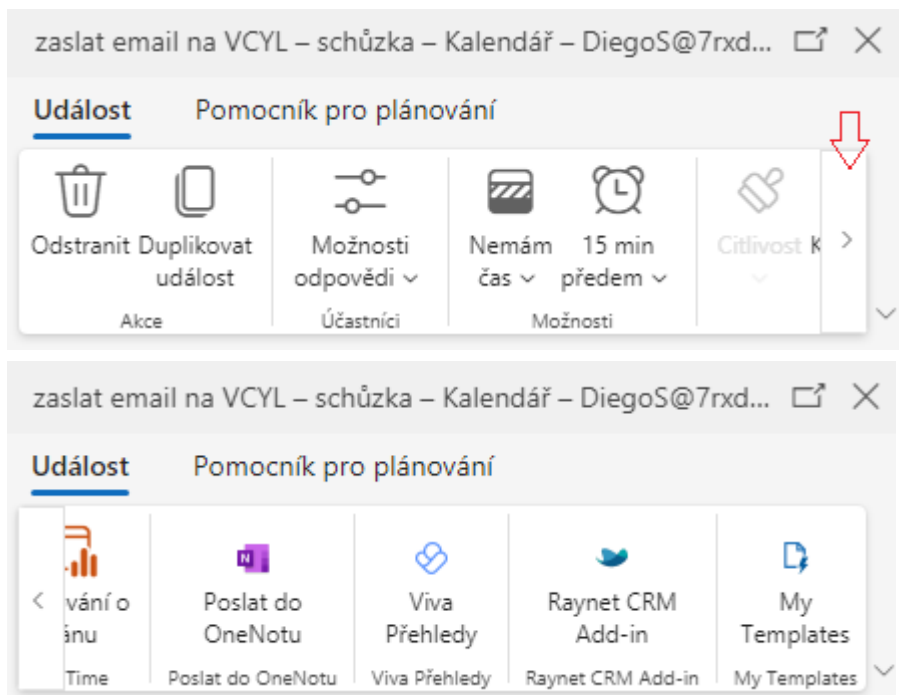 zaslat email na VCYL – schůzka – Kalendář – DiegoS@7rxd...
Událost Pomocník pro plánování
Odstranit Duplikovat Možnosti Nemám 15 min Citlivost K
událost odpovědi čas předem
Akce Účastníci Možnosti
zaslat email na VCYL – schůzka – Kalendář – DiegoS@7rxd...
Událost Pomocník pro plánování
vání o Poslat do Viva Raynet CRM My
ánu OneNotu Přehledy Add-in Templates
Time Poslat do OneNotu Viva Přehledy Raynet CRM Add-in My Templates